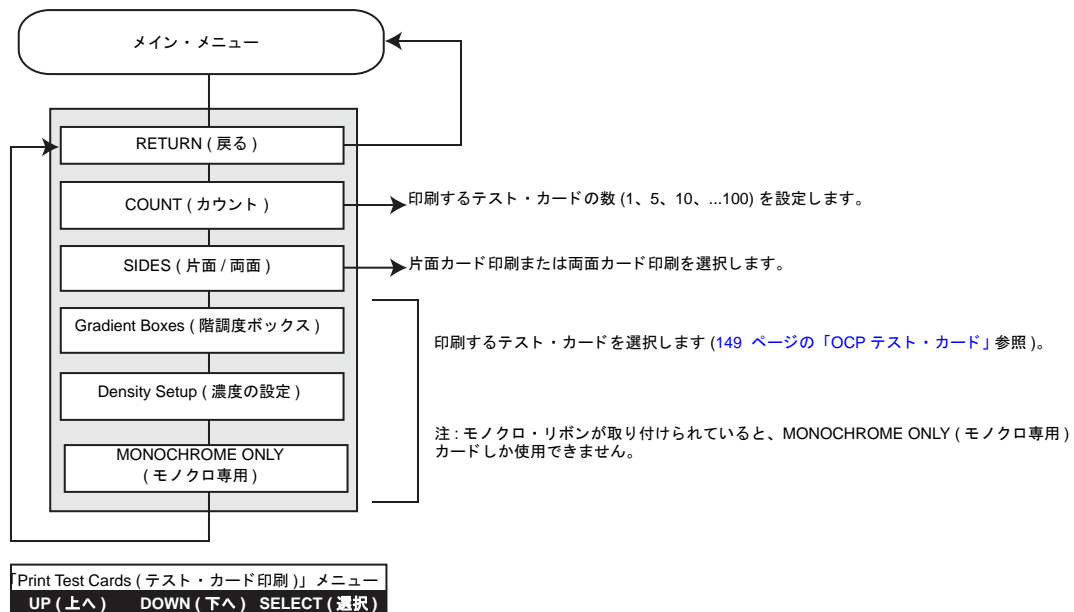 メイン・メニュー
RETURN ( 戻る )
COUNT ( カウント )
印刷するテスト・カードの数 (1、5、10、...100) を設定します。
SIDES ( 片面 / 両面 )
片面カード印刷または両面カード印刷を選択します。
Gradient Boxes ( 階調度ボックス )
印刷するテスト・カードを選択します (149 ページの「OCP テスト・カード」参照 )。
Density Setup ( 濃度の設定 )
注 : モノクロ・リボンが取り付けられていると、MONOCHROME ONLY ( モノクロ専用 )
カードしか使用できません。
MONOCHROME ONLY
( モノクロ専用 )
「Print Test Cards ( テスト・カード印刷 )」メニュー
UP ( 上へ ) DOWN ( 下へ ) SELECT ( 選択 )